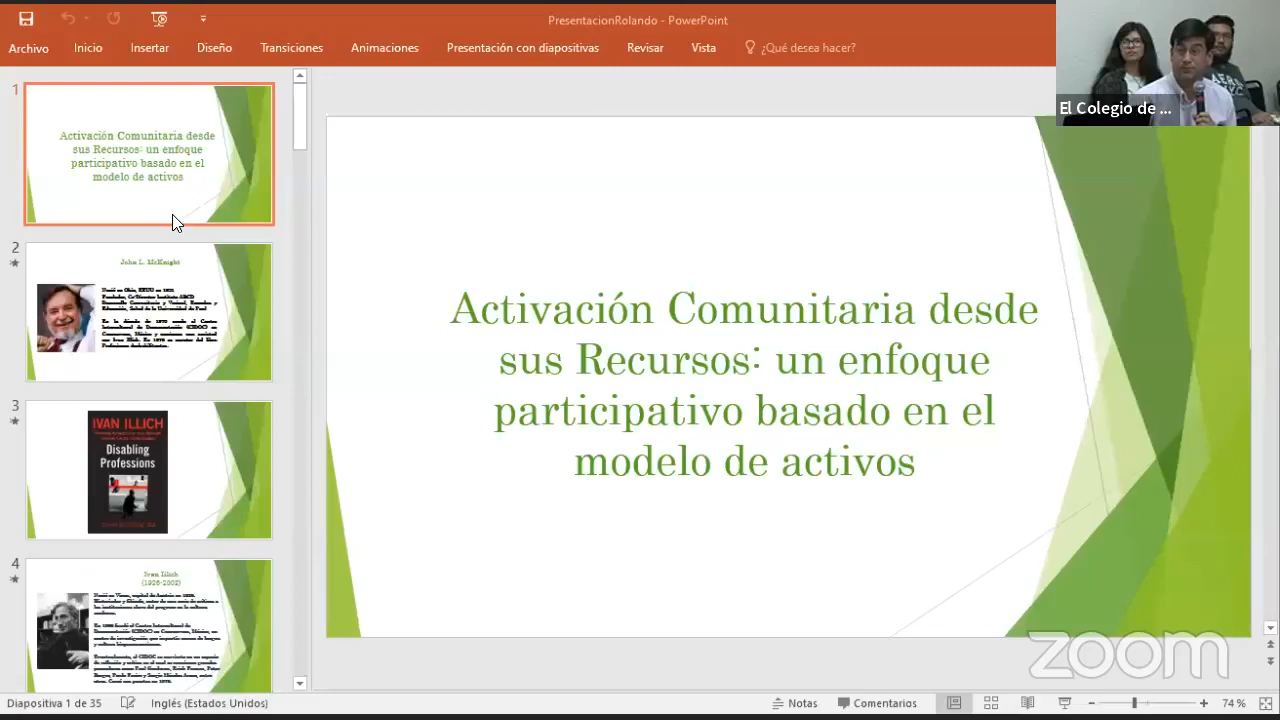 PresentacionRolando - PowerPoint
Archivo Inicio Insertar Diseño Transiciones Animaciones Presentación con diapositivas Revisar Vista ¿Qué desea hacer?
El Colegio de ...
1
Activación Comunitaria desde
sus Recursos: un enfoque
participativo basado en el
modelo de activos
2
John L. McKnight
3
IVAN ILLICH
Disabling
Professions
4
Ivan Illich
(1926-2002)
Activación Comunitaria desde
sus Recursos: un enfoque
participativo basado en el
modelo de activos
zoom
Diapositiva 1 de 35 Inglés (Estados Unidos) Notas Comentarios 74 %